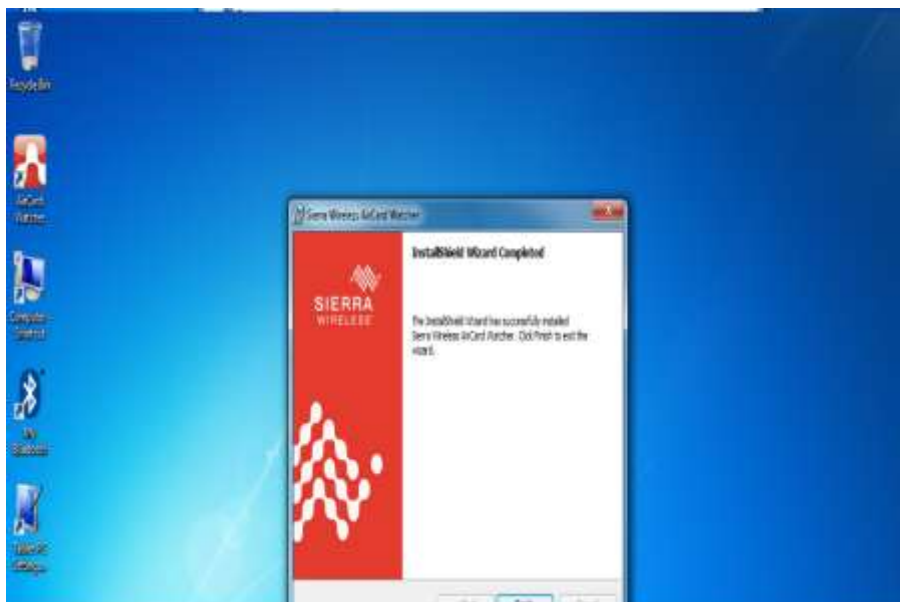 Recycle Bin
AirCard
Watcher
Computer -
Shortcut
My
Bluetooth
Tablet PC
Settings...
Sierra Wireless AirCard Watcher
SIERRA
WIRELESS
InstallShield Wizard Completed
The InstallShield Wizard has successfully installed
Sierra Wireless AirCard Watcher. Click Finish to exit the
wizard.